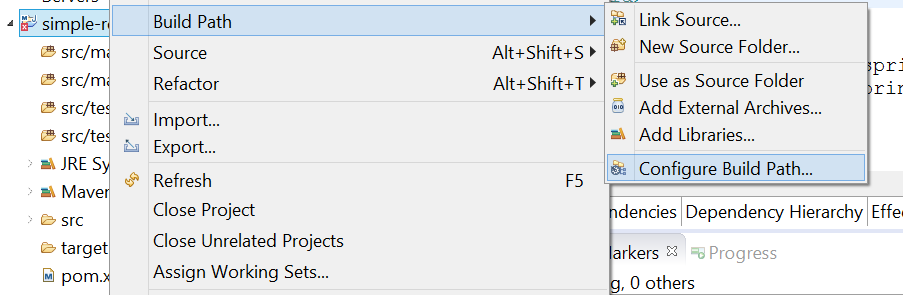 Servers
simple-r
src/ma
src/ma
src/tes
src/tes
JRE Sy
Maver
src
target
pom.x
Build Path
Source Alt+Shift+S
Refactor Alt+Shift+T
Import...
Export...
Refresh F5
Close Project
Close Unrelated Projects
Assign Working Sets...
Link Source...
New Source Folder...
Use as Source Folder
Add External Archives...
Add Libraries...
Configure Build Path...
spri
prin
ndencies Dependency Hierarchy Effe
arkers Progress
g, 0 others